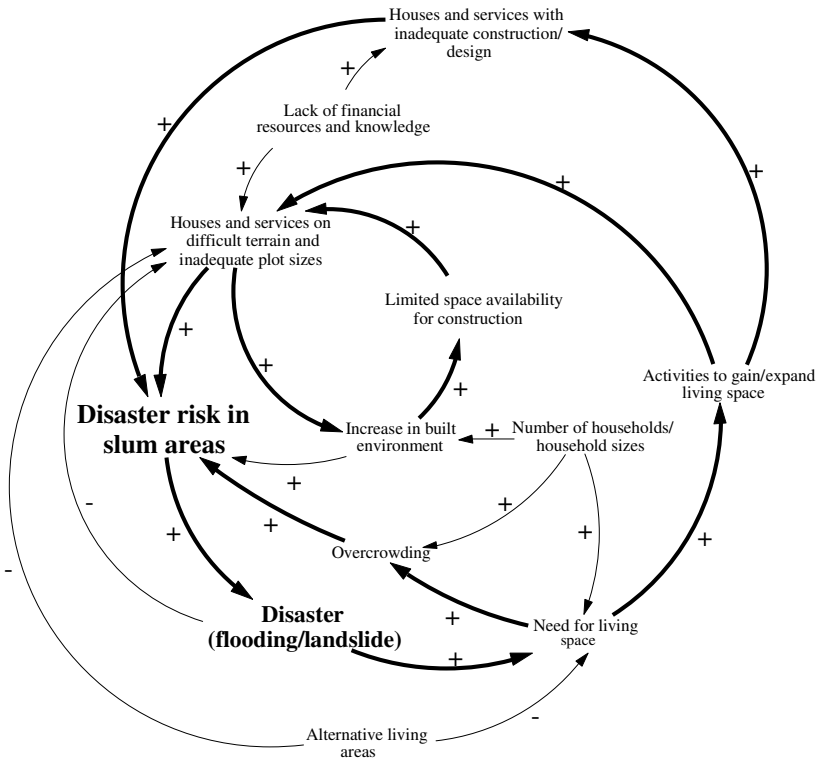 Houses and services with
inadequate construction/
design
+
Lack of financial
resources and knowledge
+
+
+
+
Houses and services on
difficult terrain and
inadequate plot sizes
+
Limited space availability
for construction
+
+
+
Activities to gain/expand
living space
Disaster risk in
slum areas
Increase in built
environment
+
Number of households/
household sizes
+
-
+
+
+
+
+
Overcrowding
-
Disaster
(flooding/landslide)
+
Need for living
space
+
-
Alternative living
areas